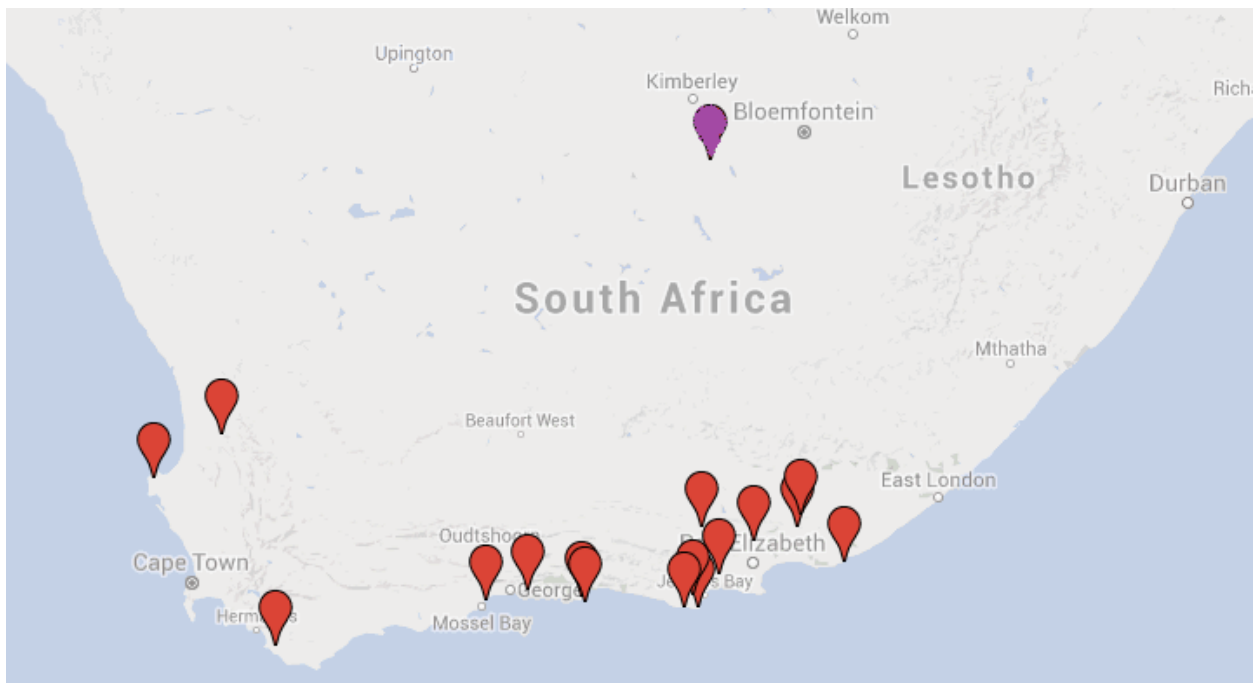 Welkom
Upington
Kimberley
Richa
Bloemfontein
Lesotho
Durban
South Africa
Mthatha
Beaufort West
East London
Oudtshoorn
Elizabeth
Cape Town
Bay
George
Mossel Bay